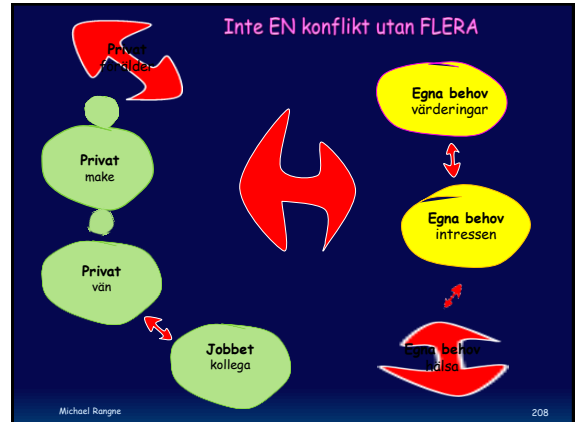 Inte EN konflikt utan FLERA
Privat
förälder
Egna behov
värderingar
Privat
make
Egna behov
intressen
Privat
vän
Jobbet
kollega
Egna behov
hälsa
Michael Rangne
208